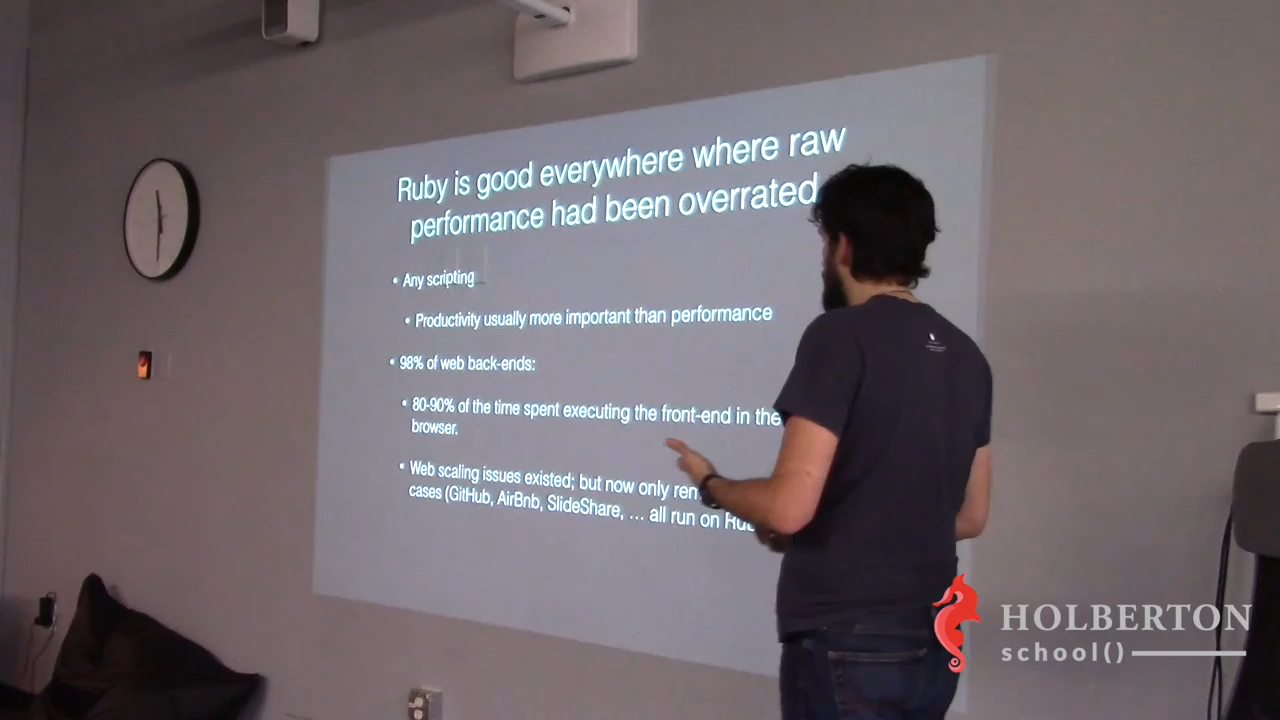 Ruby is good everywhere where raw
performance had been overrated
• Any scripting
• Productivity usually more important than performance
• 98% of web back-ends:
• 80-90% of the time spent executing the front-end in the
browser.
• Web scaling issues existed; but now only
cases (GitHub, AirBnb, SlideShare, … all run on
HOLBERTON
school()